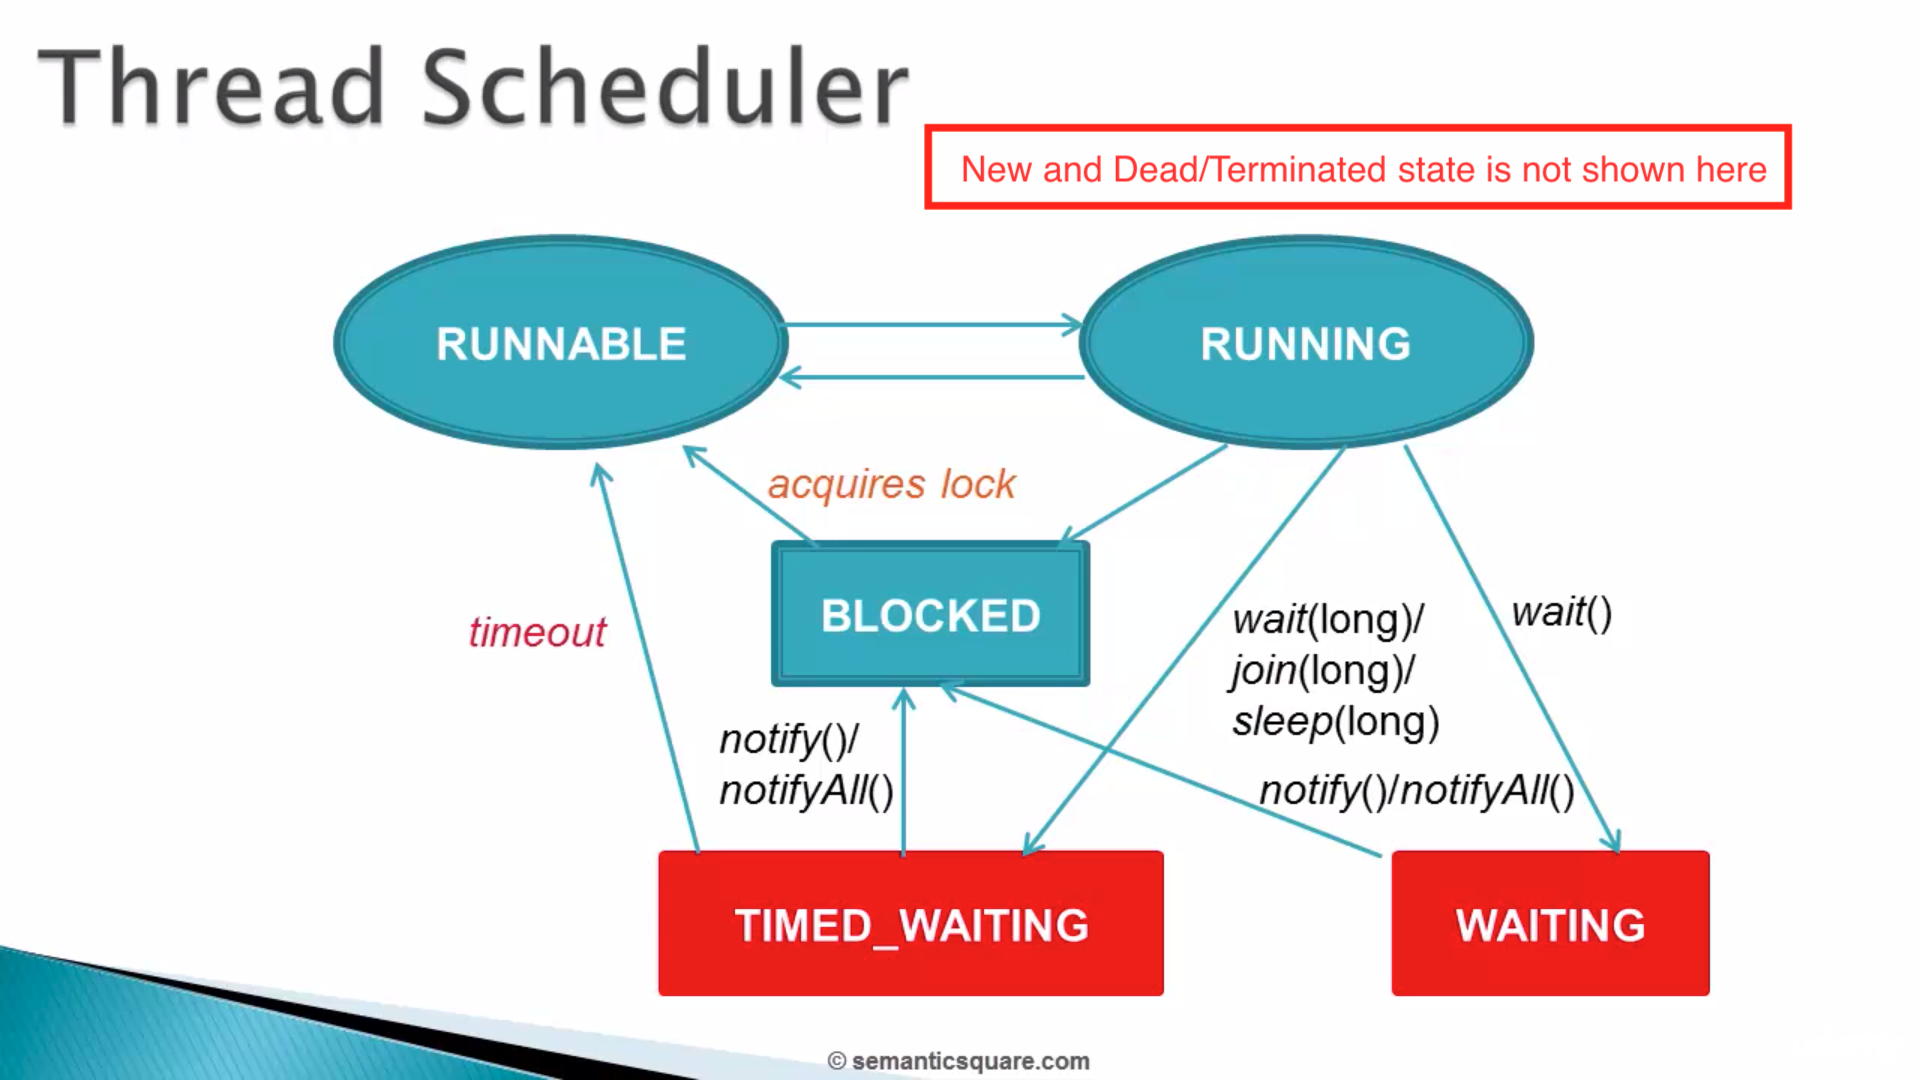 Thread Scheduler
New and Dead/Terminated state is not shown here
RUNNABLE
RUNNING
acquires lock
BLOCKED
timeout
wait(long)/
join(long)/
sleep(long)
wait()
notify()/
notifyAll()
notify()/notifyAll()
TIMED_WAITING
WAITING
© semanticsquare.com